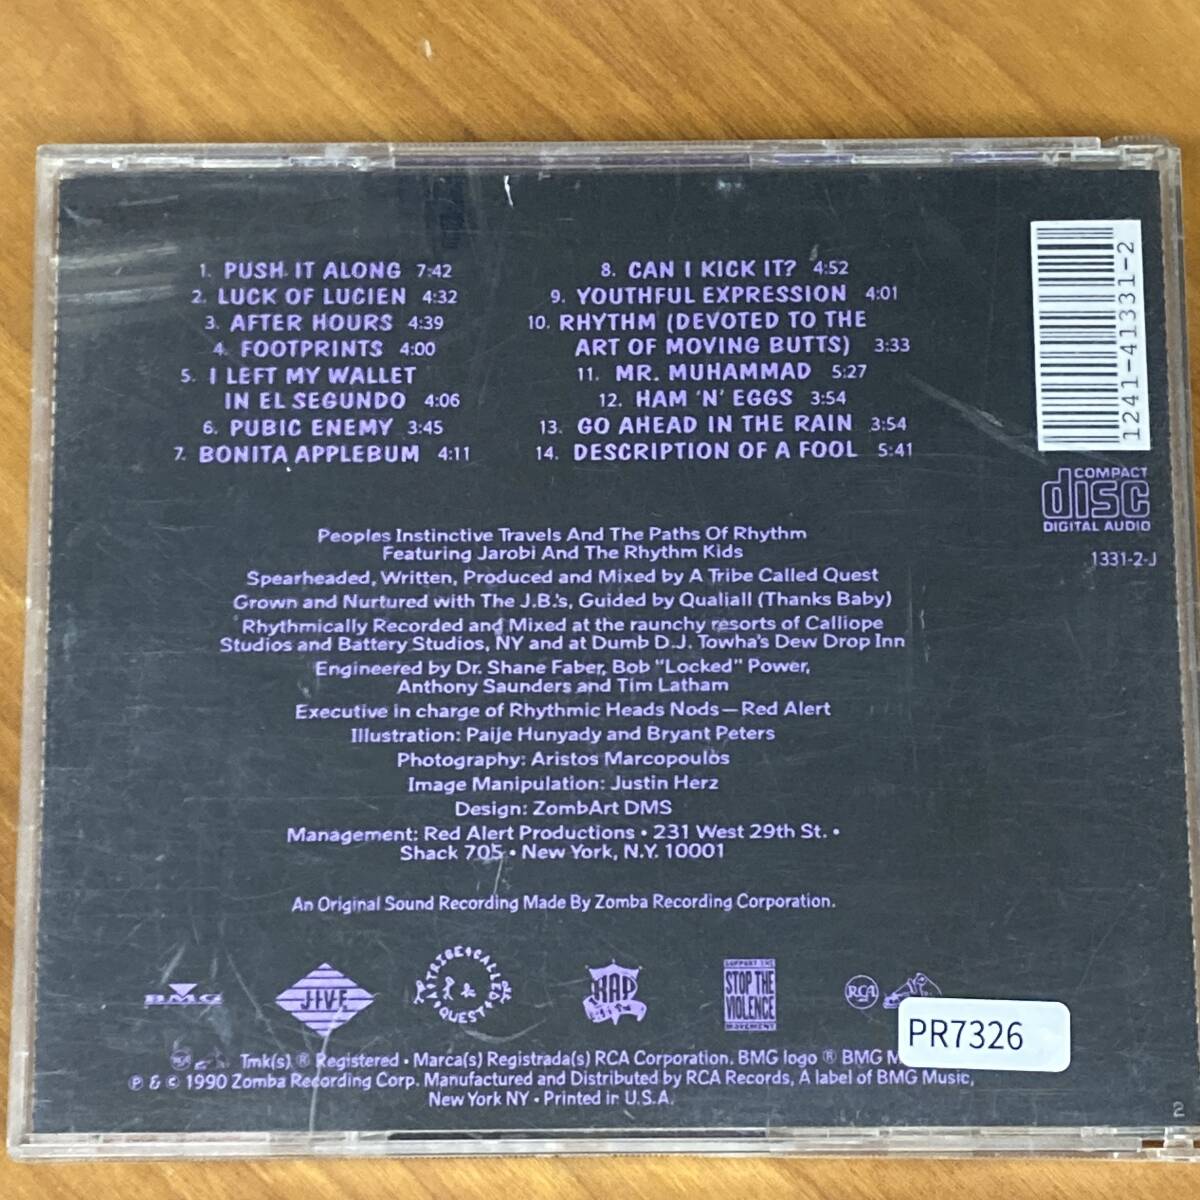 1. PUSH IT ALONG 7:42
2. LUCK OF LUCIEN 4:32
3. AFTER HOURS 4:39
4. FOOTPRINTS 4:00
5. I LEFT MY WALLET
IN EL SEGUNDO 4:06
6. PUBIC ENEMY 3:45
7. BONITA APPLEBUM 4:11
8. CAN I KICK IT? 4:52
9. YOUTHFUL EXPRESSION 4:01
10. RHYTHM (DEVOTED TO THE
ART OF MOVING BUTTS) 3:33
11. MR. MUHAMMAD 5:27
12. HAM 'N' EGGS 3:54
13. GO AHEAD IN THE RAIN 3:54
14. DESCRIPTION OF A FOOL 5:41
1241-41331-2
COMPACT
disc
DIGITAL AUDIO
1331-2-J
Peoples Instinctive Travels And The Paths Of Rhythm
Featuring Jarobi And The Rhythm Kids
Spearheaded, Written, Produced and Mixed by A Tribe Called Quest
Grown and Nurtured with The J.B.'s, Guided by Qualiall (Thanks Baby)
Rhythmically Recorded and Mixed at the raunchy resorts of Calliope
Studios and Battery Studios, NY and at Dumb D.J. Towha's Dew Drop Inn
Engineered by Dr. Shane Faber, Bob "Locked" Power,
Anthony Saunders and Tim Latham
Executive in charge of Rhythmic Heads Nods—Red Alert
Illustration: Paije Hunyady and Bryant Peters
Photography: Aristos Marcopoulos
Image Manipulation: Justin Herz
Design: ZombArt DMS
Management: Red Alert Productions • 231 West 29th St. •
Shack 705 • New York, N.Y. 10001
An Original Sound Recording Made By Zomba Recording Corporation.
BMG
JIVE
A TRIBE CALLED QUEST
RAP
SUPPORT THE
STOP THE
VIOLENCE
MOVEMENT
RCA
PR7326
Tmk(s) ® Registered • Marca(s) Registrada(s) RCA Corporation. BMG logo ® BMG
℗ & © 1990 Zomba Recording Corp. Manufactured and Distributed by RCA Records, A label of BMG Music,
New York NY • Printed in U.S.A.
2